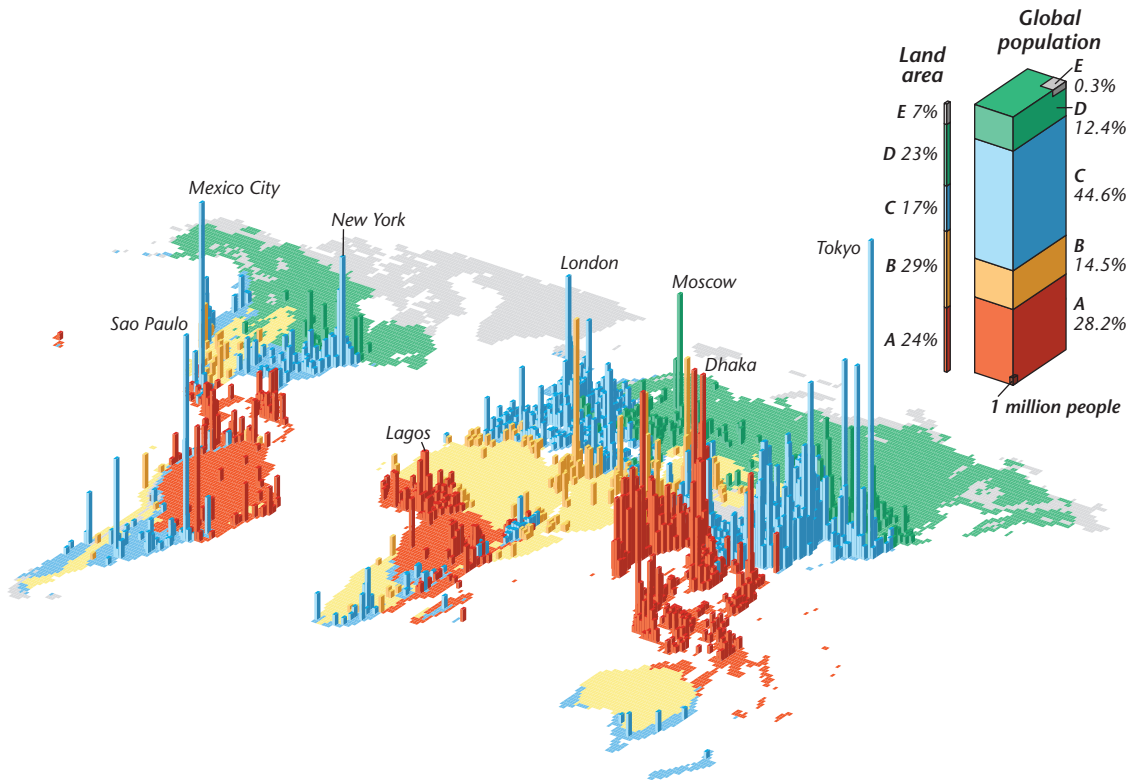 Global
population
Land
area
E
0.3%
D
12.4%
C
44.6%
B
14.5%
A
28.2%
E 7%
D 23%
C 17%
B 29%
A 24%
1 million people
Mexico City
New York
London
Moscow
Tokyo
Sao Paulo
Dhaka
Lagos